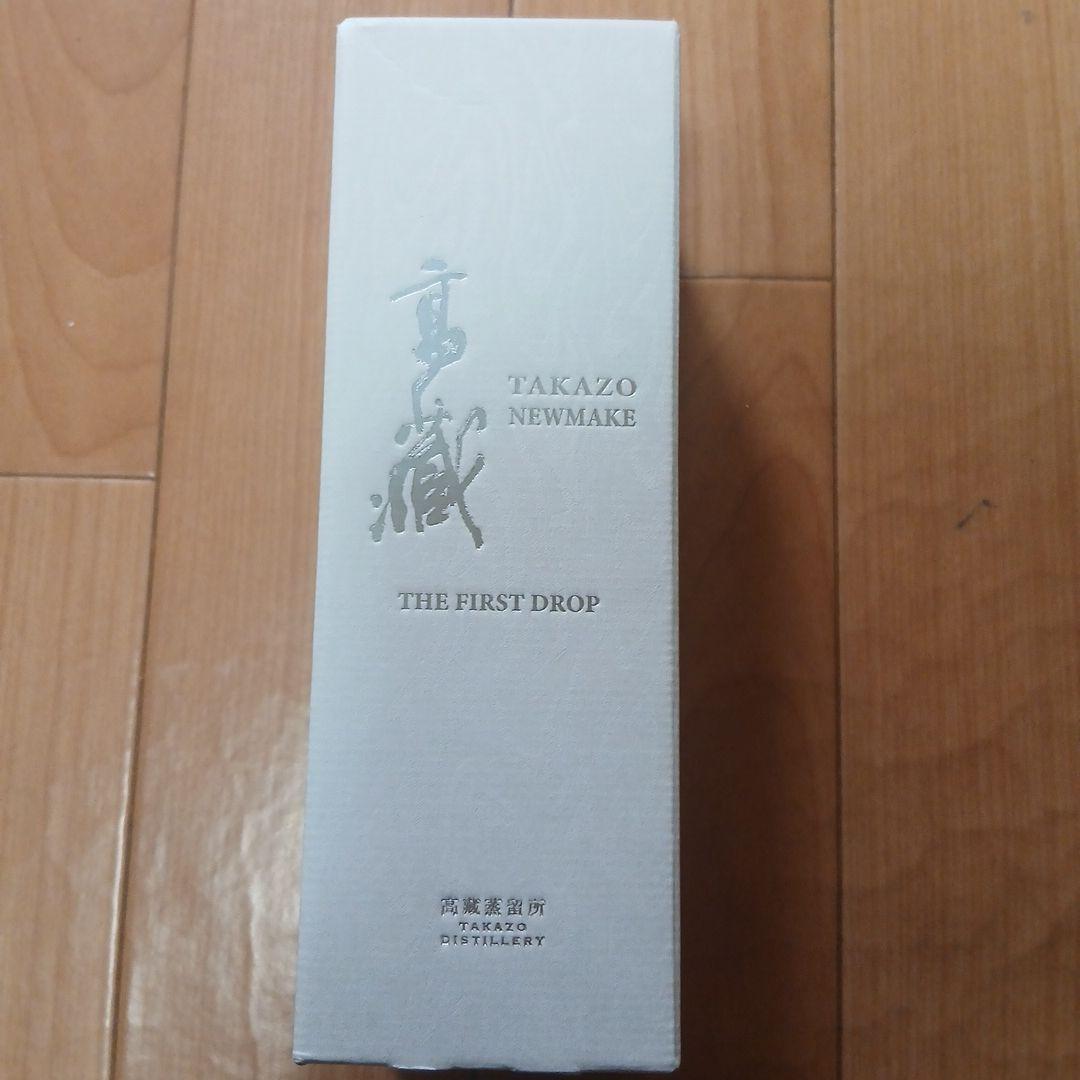 高藏
TAKAZO
NEWMAKE
THE FIRST DROP
高藏蒸留所
TAKAZO
DISTILLERY